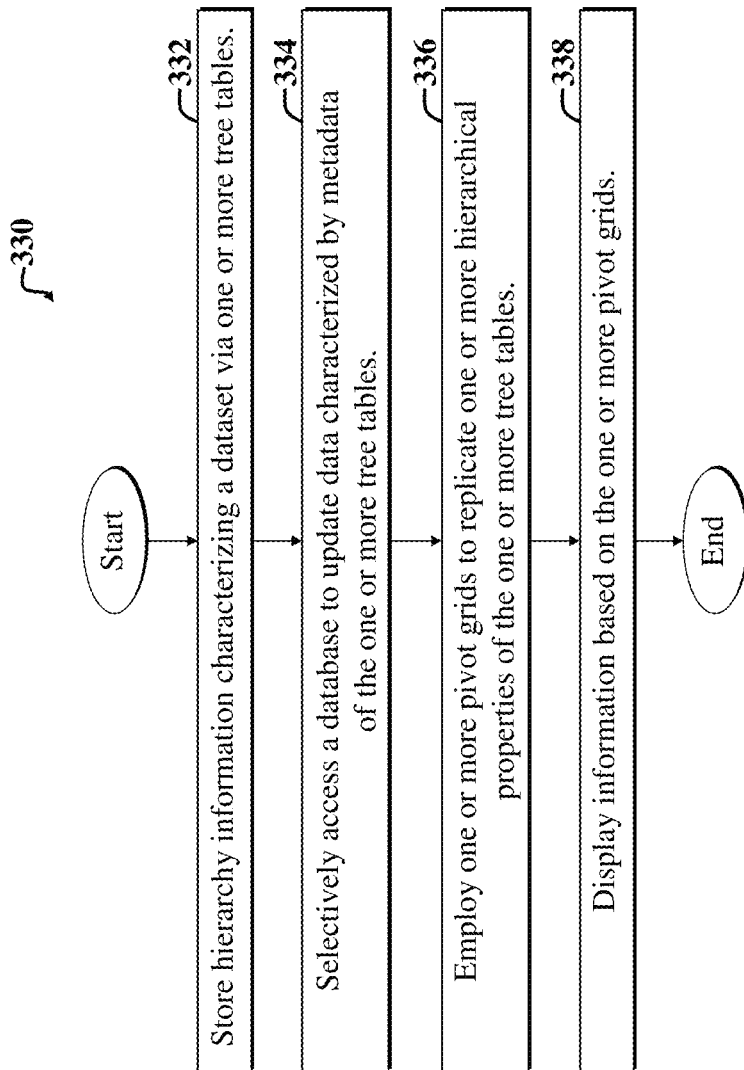 330
Start
332
Store hierarchy information characterizing a dataset via one or more tree tables.
334
Selectively access a database to update data characterized by metadata
of the one or more tree tables.
336
Employ one or more pivot grids to replicate one or more hierarchical
properties of the one or more tree tables.
338
Display information based on the one or more pivot grids.
End